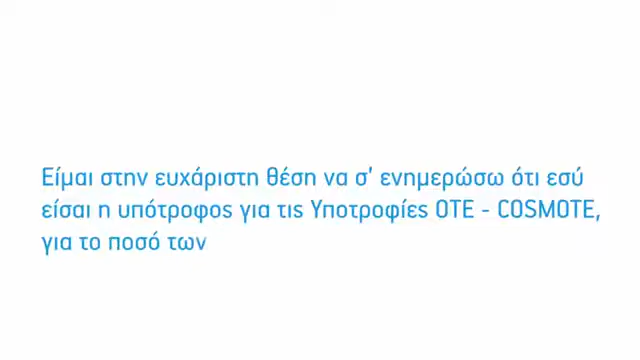 Είμαι στην ευχάριστη θέση να σ' ενημερώσω ότι εσύ
είσαι η υπότροφος για τις Υποτροφίες ΟΤΕ - COSMOTE,
για το ποσό των